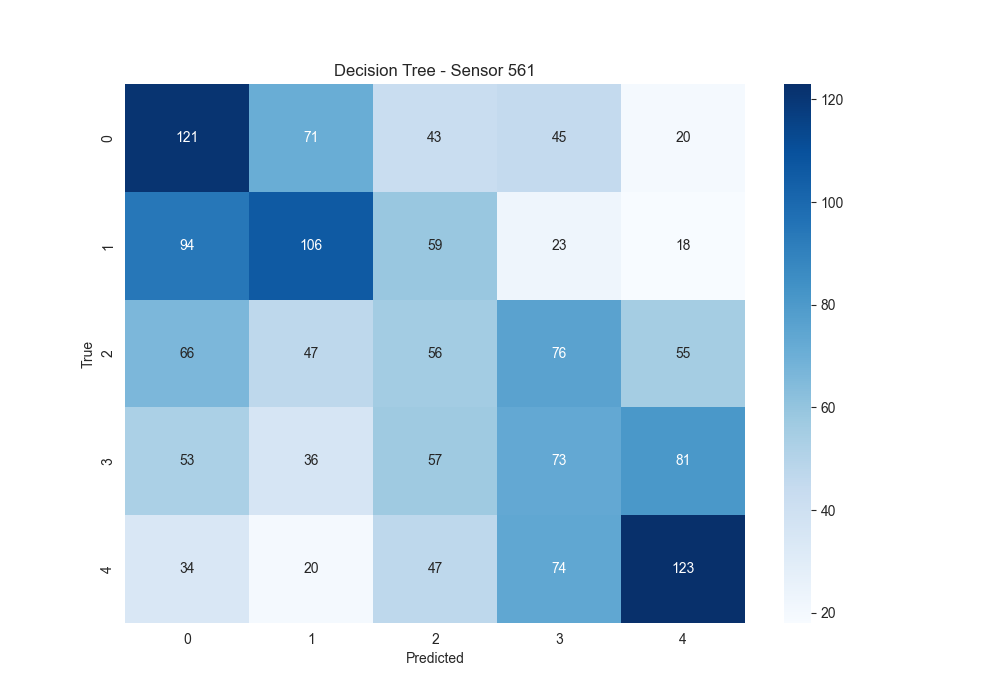 Decision Tree - Sensor 561
True
0 121 71 43 45 20
1 94 106 59 23 18
2 66 47 56 76 55
3 53 36 57 73 81
4 34 20 47 74 123
0 1 2 3 4
Predicted
120
100
80
60
40
20